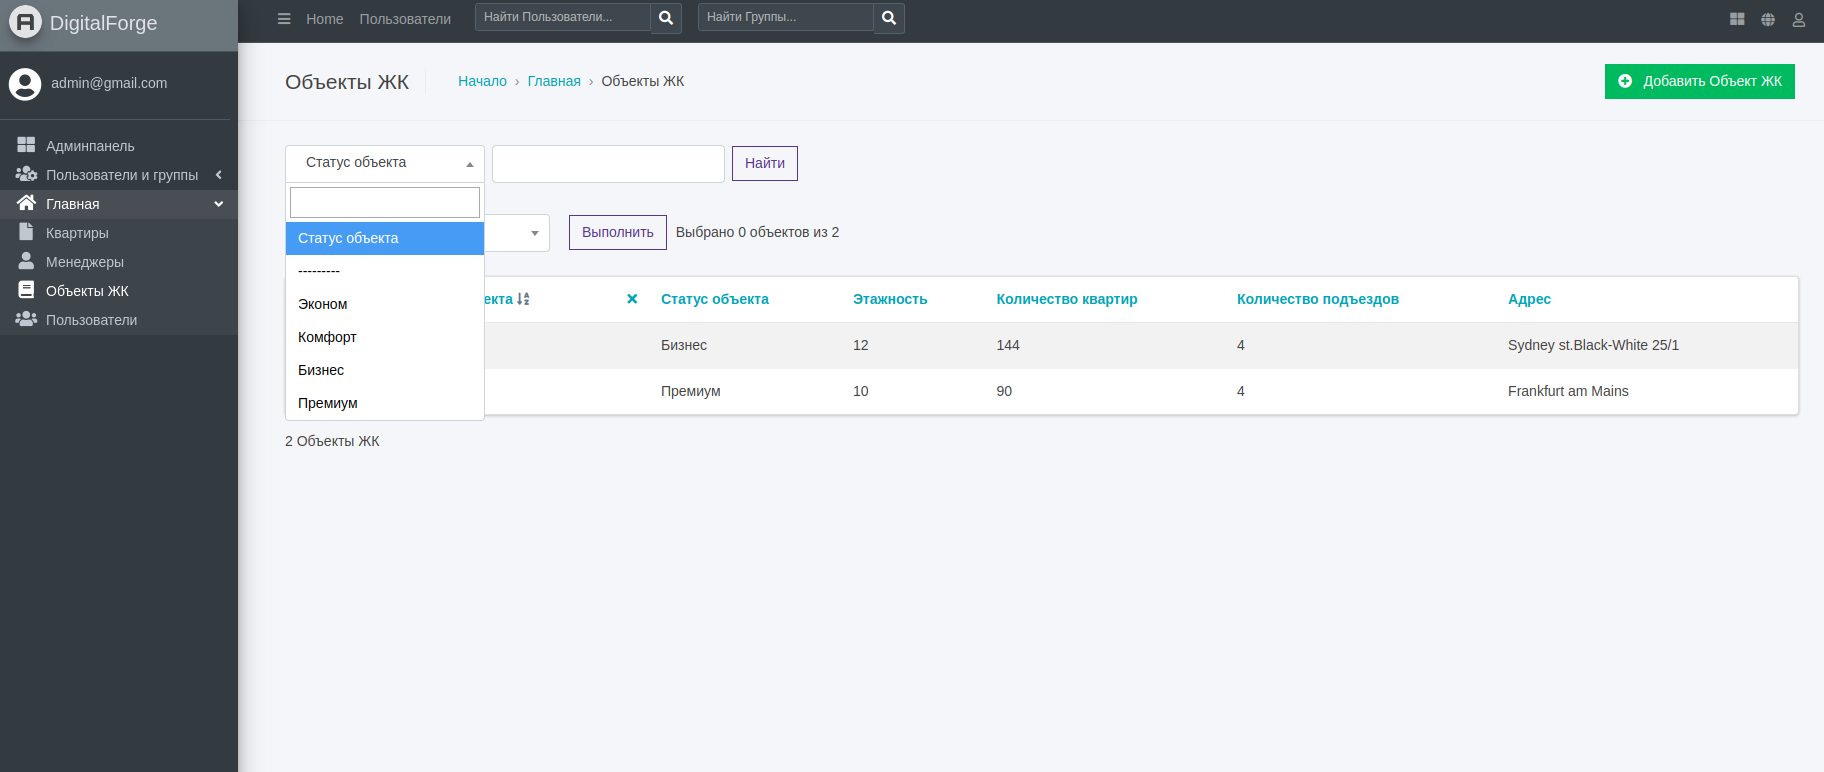 DigitalForge
Home Пользователи Найти Пользователи... Найти Группы...
admin@gmail.com
Админпанель
Пользователи и группы
Главная
Квартиры
Менеджеры
Объекты ЖК
Пользователи
Объекты ЖК Начало › Главная › Объекты ЖК Добавить Объект ЖК
Статус объекта Найти
Статус объекта
---------
Эконом
Комфорт
Бизнес
Премиум
Выполнить Выбрано 0 объектов из 2
екта Статус объекта Этажность Количество квартир Количество подъездов Адрес
Бизнес 12 144 4 Sydney st.Black-White 25/1
Премиум 10 90 4 Frankfurt am Mains
2 Объекты ЖК